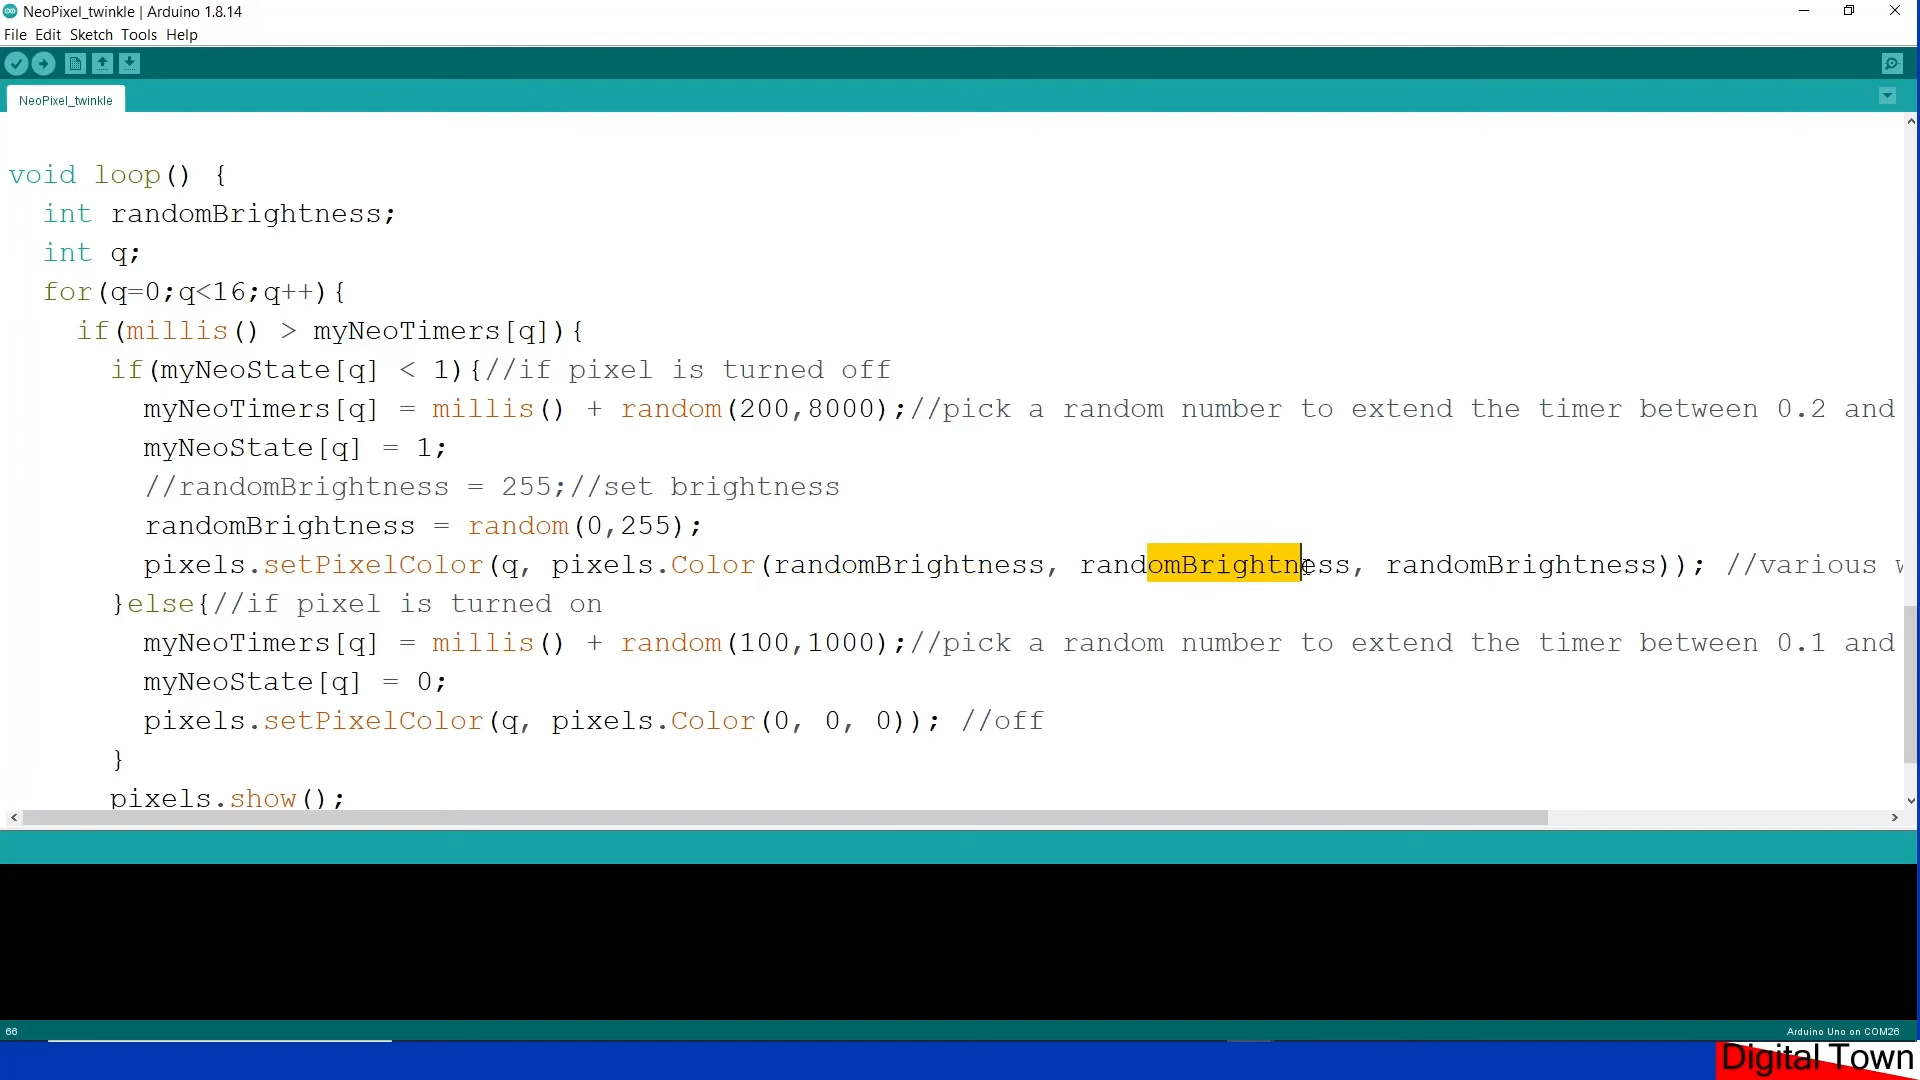 NeoPixel_twinkle | Arduino 1.8.14
File Edit Sketch Tools Help
NeoPixel_twinkle
void loop() {
  int randomBrightness;
  int q;
  for(q=0;q<16;q++){
    if(millis() > myNeoTimers[q]){
      if(myNeoState[q] < 1){//if pixel is turned off
        myNeoTimers[q] = millis() + random(200,8000);//pick a random number to extend the timer between 0.2 and
        myNeoState[q] = 1;
        //randomBrightness = 255;//set brightness
        randomBrightness = random(0,255);
        pixels.setPixelColor(q, pixels.Color(randomBrightness, randomBrightness, randomBrightness)); //various
      }else{//if pixel is turned on
        myNeoTimers[q] = millis() + random(100,1000);//pick a random number to extend the timer between 0.1 and
        myNeoState[q] = 0;
        pixels.setPixelColor(q, pixels.Color(0, 0, 0)); //off
      }
      pixels.show();
66
Arduino Uno on COM26
Digital Town